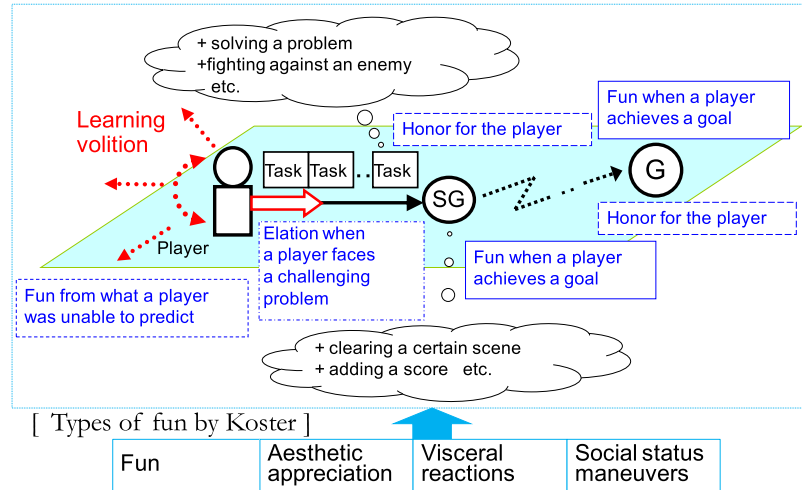 + solving a problem
+fighting against an enemy
etc.
Learning
volition
Honor for the player
Fun when a player
achieves a goal
Task Task . . Task
SG
G
Player
Elation when
a player faces
a challenging
problem
Honor for the player
Fun when a player
achieves a goal
Fun from what a player
was unable to predict
+ clearing a certain scene
+ adding a score etc.
[ Types of fun by Koster ]
Fun
Aesthetic
appreciation
Visceral
reactions
Social status
maneuvers